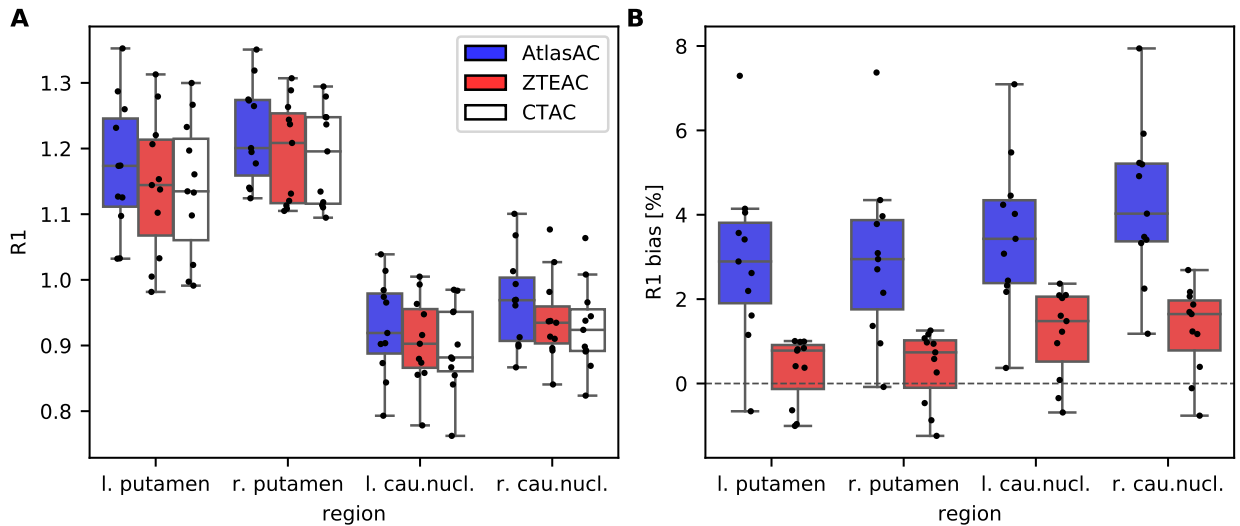 A
R1
1.3
1.2
1.1
1.0
0.9
0.8
AtlasAC
ZTEAC
CTAC
l. putamen r. putamen l. cau.nucl. r. cau.nucl.
region
B
R1 bias [%]
8
6
4
2
0
l. putamen r. putamen l. cau.nucl. r. cau.nucl.
region